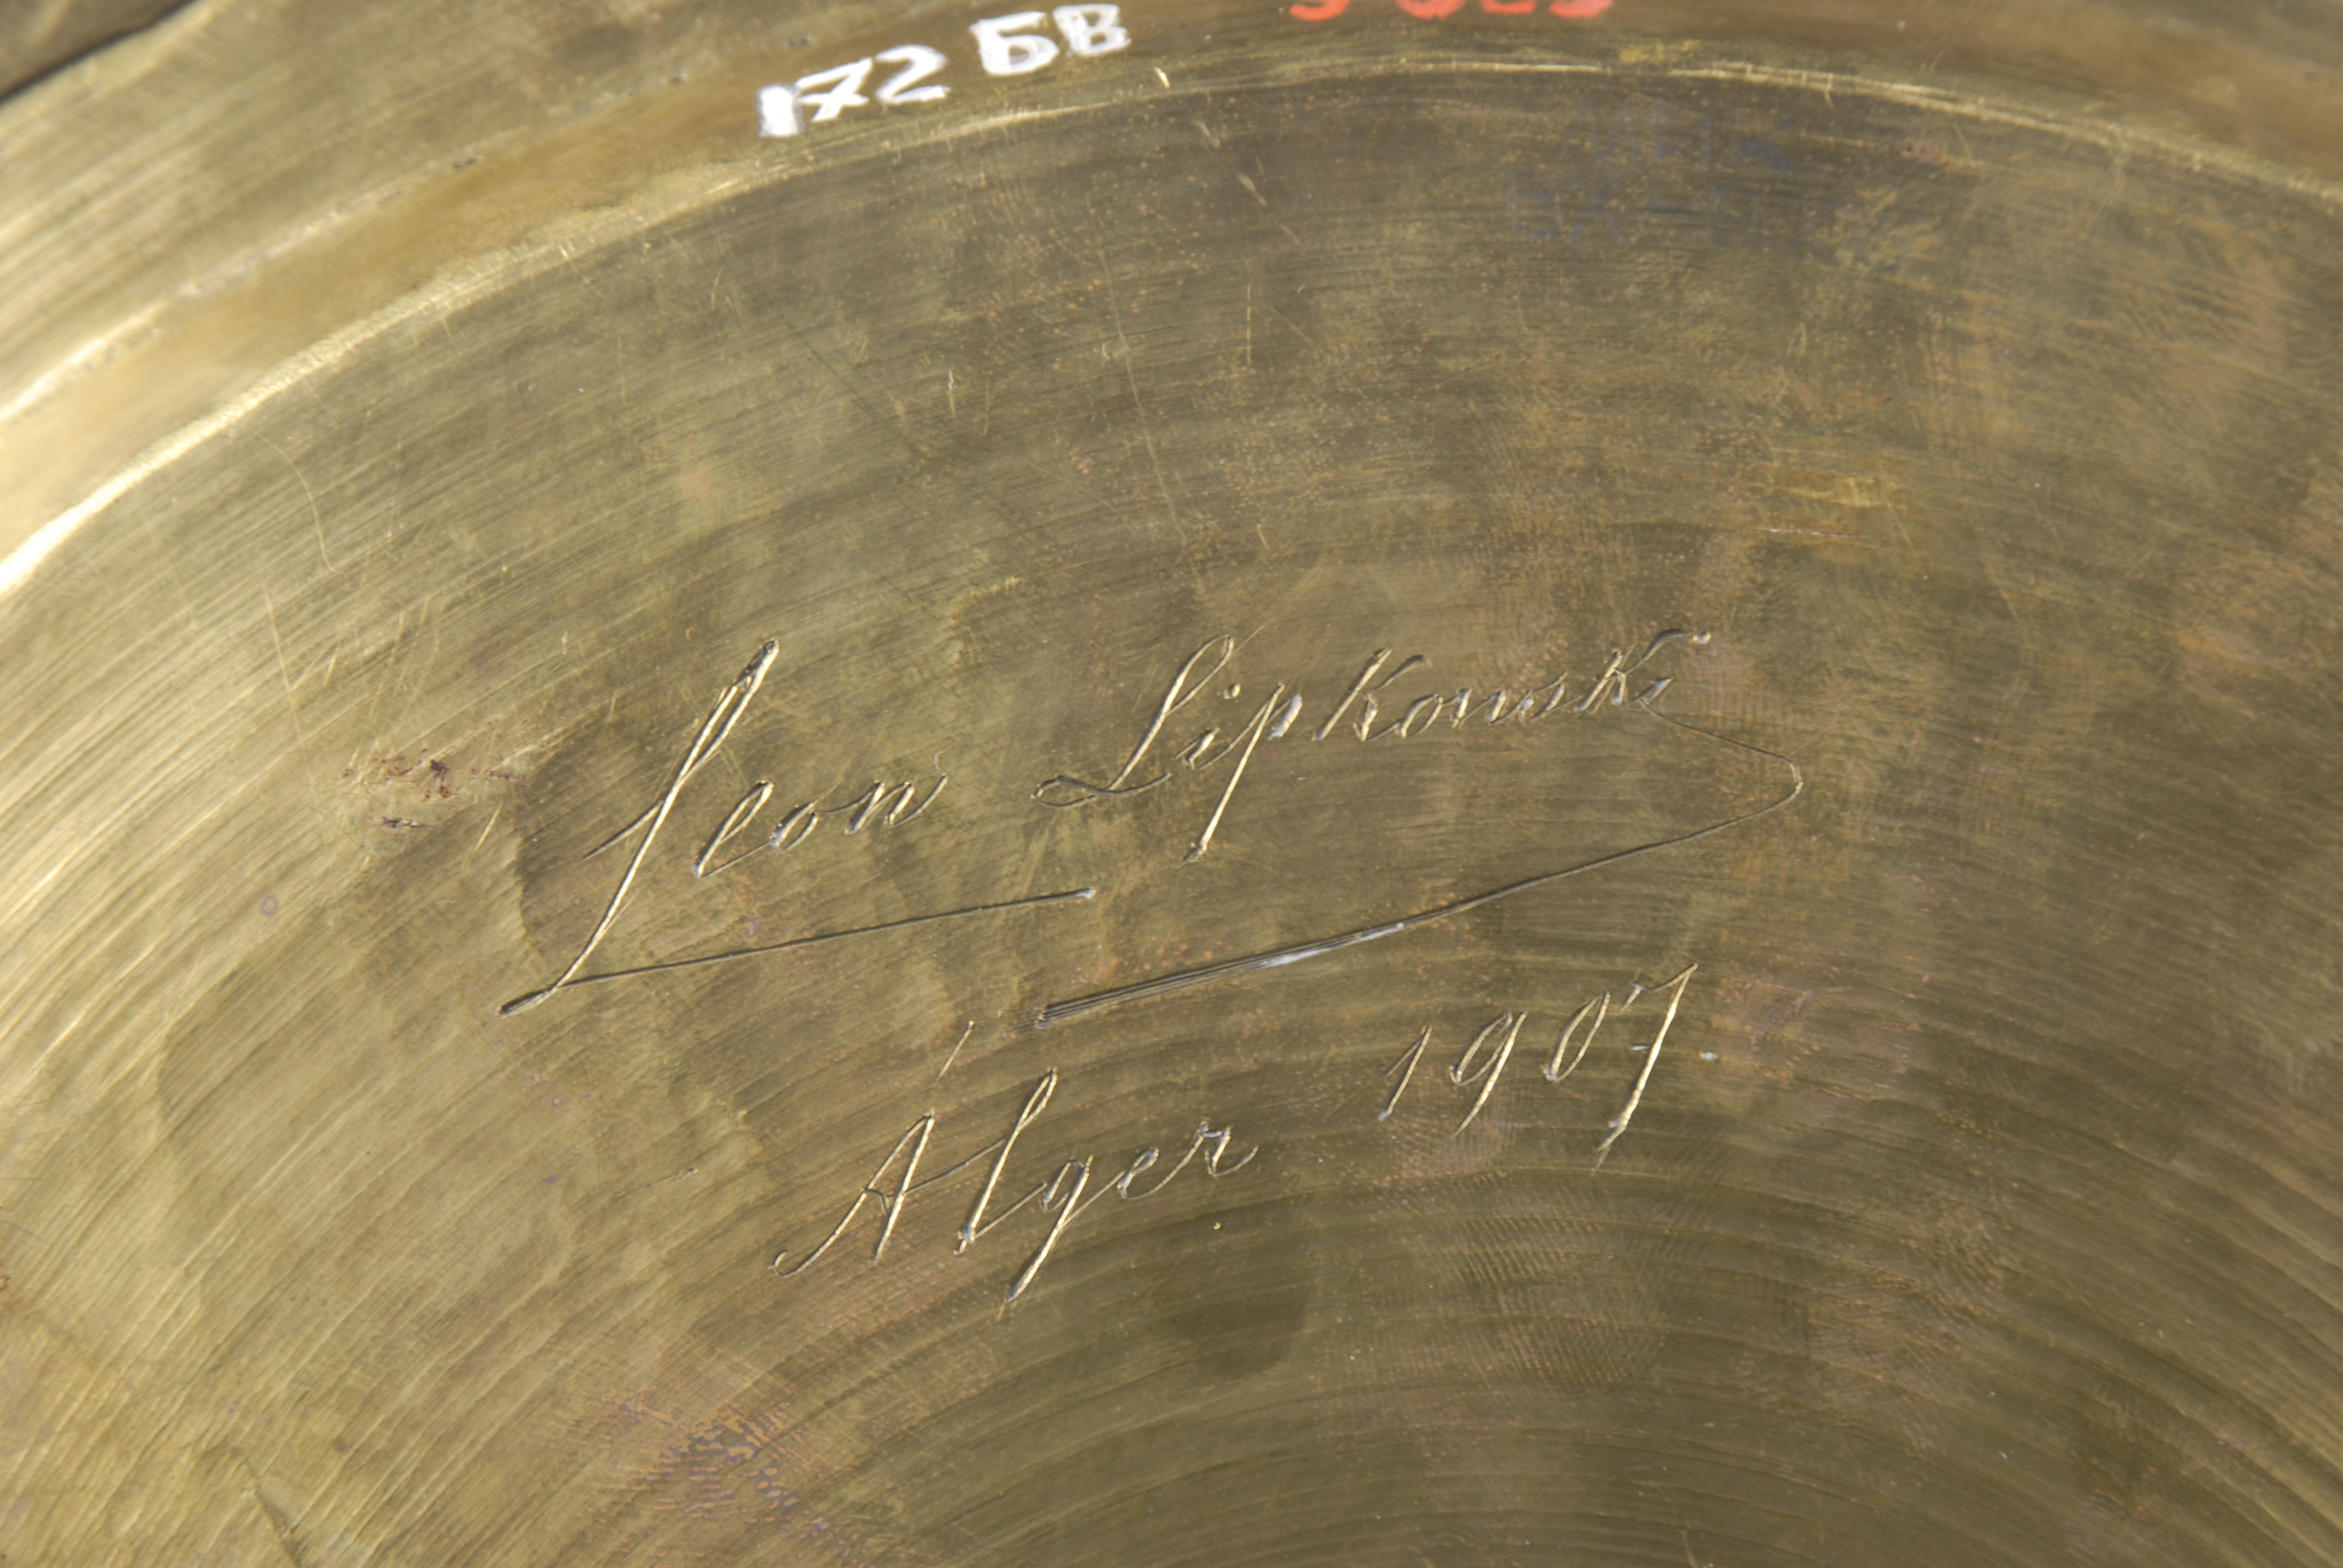 172 БВ
Leon Lipkowski
Alger 1907